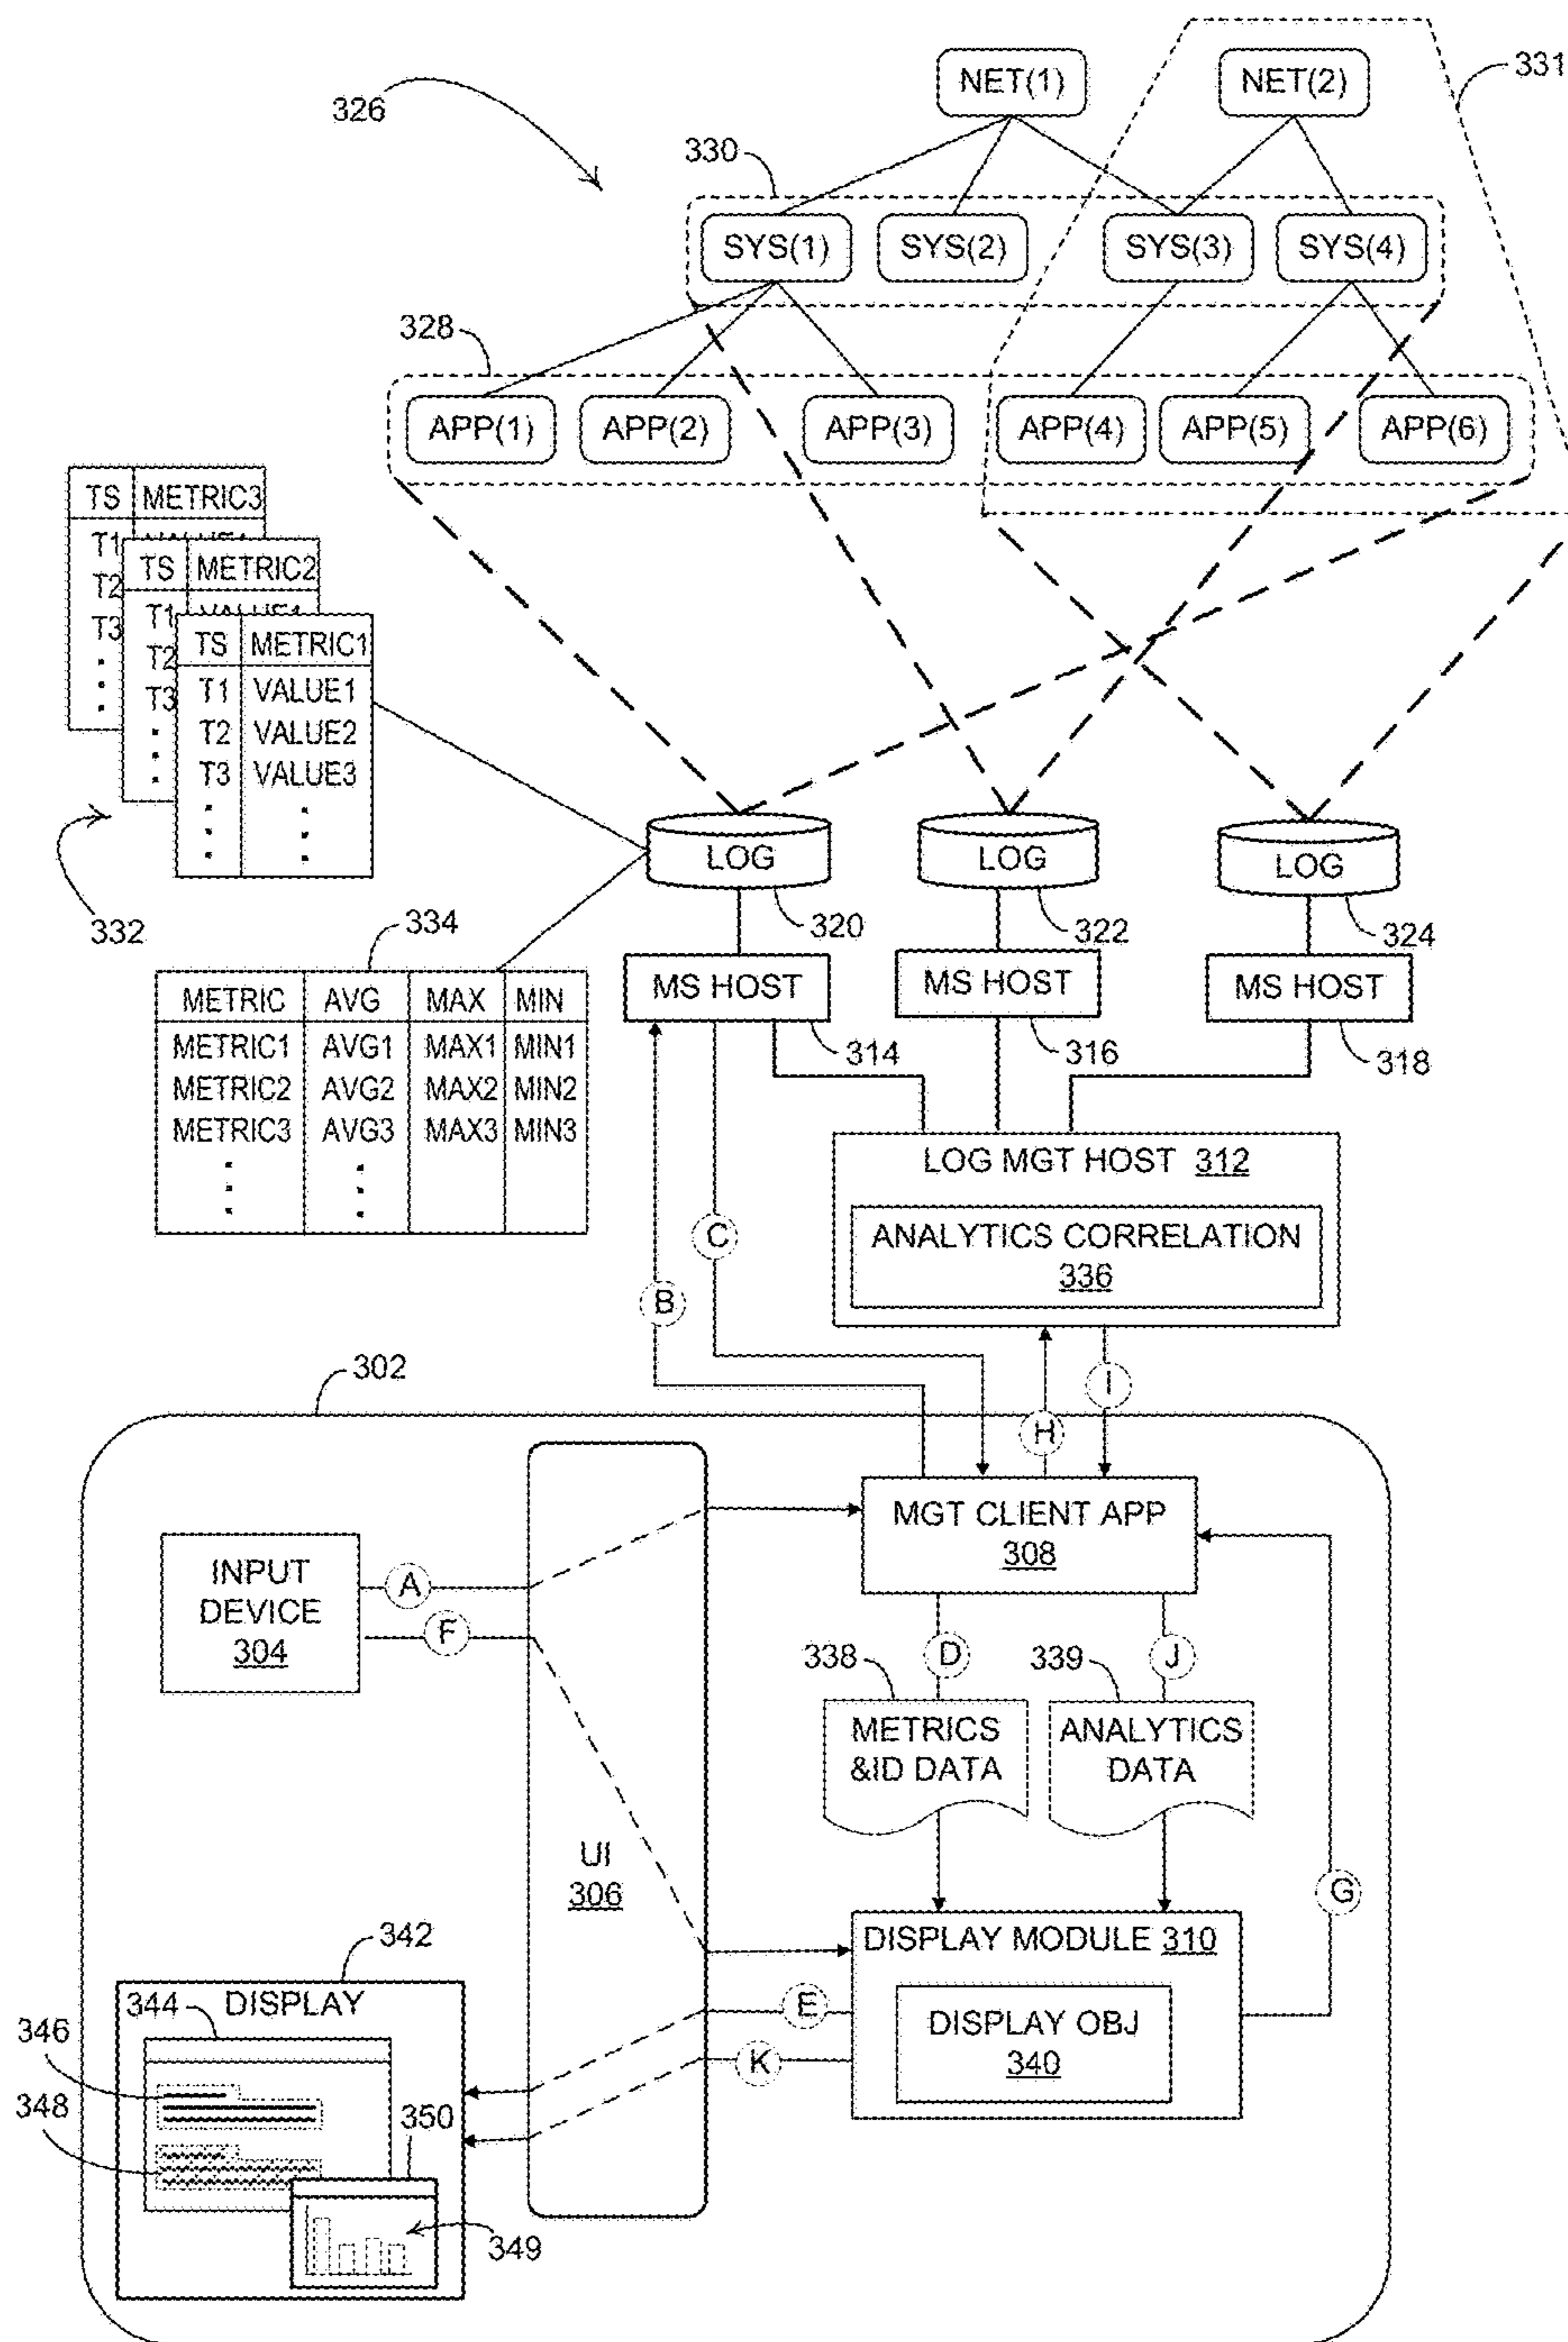 NET(1)
NET(2)
331
326
330
SYS(1)
SYS(2)
SYS(3)
SYS(4)
328
APP(1)
APP(2)
APP(3)
APP(4)
APP(5)
APP(6)
TS METRIC3
T1
T2
T3
TS METRIC2
T1 VALUE1
T2
T3
TS METRIC1
T1 VALUE1
T2 VALUE2
T3 VALUE3
332
LOG
320
LOG
322
LOG
324
334
METRIC AVG MAX MIN
METRIC1 AVG1 MAX1 MIN1
METRIC2 AVG2 MAX2 MIN2
METRIC3 AVG3 MAX3 MIN3
MS HOST
314
MS HOST
316
MS HOST
318
LOG MGT HOST 312
ANALYTICS CORRELATION
336
C
B
I
H
302
MGT CLIENT APP
308
INPUT
DEVICE
304
A
F
D
J
338
339
METRICS
&ID DATA
ANALYTICS
DATA
UI
306
G
DISPLAY MODULE 310
DISPLAY OBJ
340
E
K
342
DISPLAY
344
346
348
350
349